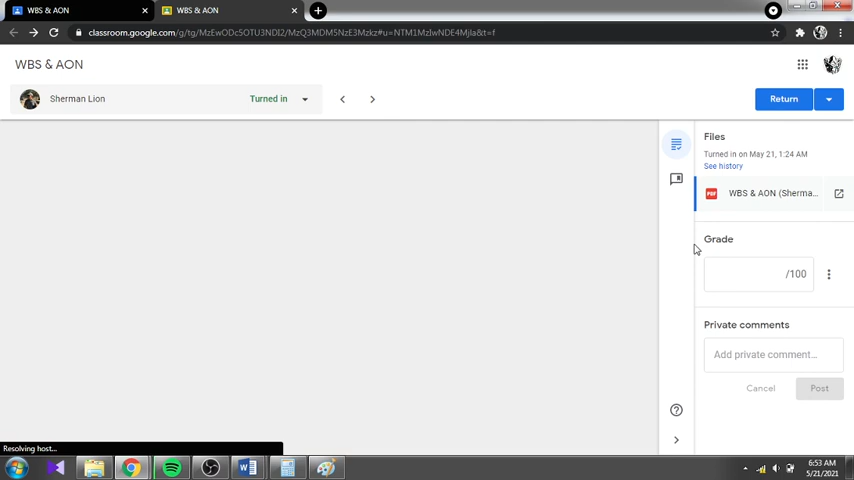 WBS & AON
WBS & AON
classroom.google.com/g/tg/MzEwODc5OTU3NDI2/MzQ3MDM5NzE3Mzkz#u=NTM1MzIwNDE4Mjla&t=f
WBS & AON
Sherman Lion
Turned in
Return
Files
Turned in on May 21, 1:24 AM
See history
PDF
WBS & AON (Sherma...
Grade
/100
Private comments
Add private comment...
Cancel
Post
Resolving host...
6:53 AM
5/21/2021